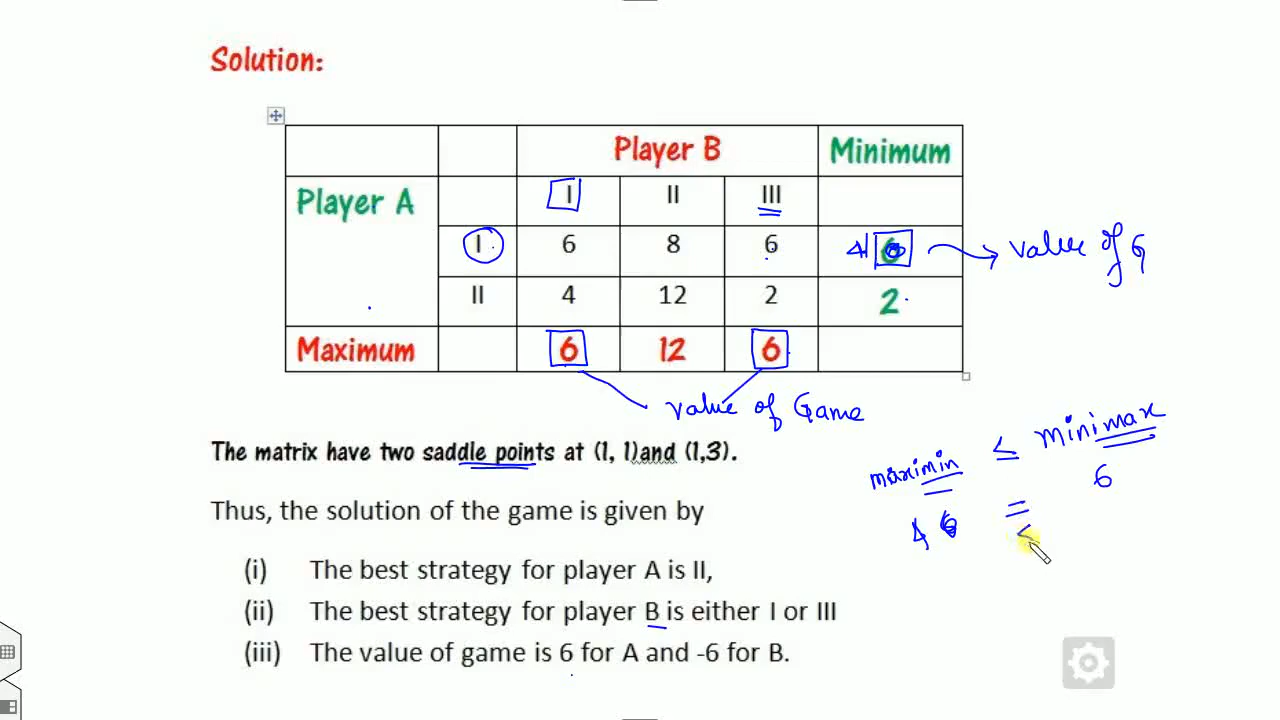 Solution:
Player B Minimum
Player A I II III
I 6 8 6 4 6 → value of G
II 4 12 2 2
Maximum 6 12 6
value of Game
maximin ≤ minimax
The matrix have two saddle points at (1, 1)and (1,3).
4 6 = 6
<
Thus, the solution of the game is given by
(i) The best strategy for player A is II,
(ii) The best strategy for player B is either I or III
(iii) The value of game is 6 for A and -6 for B.